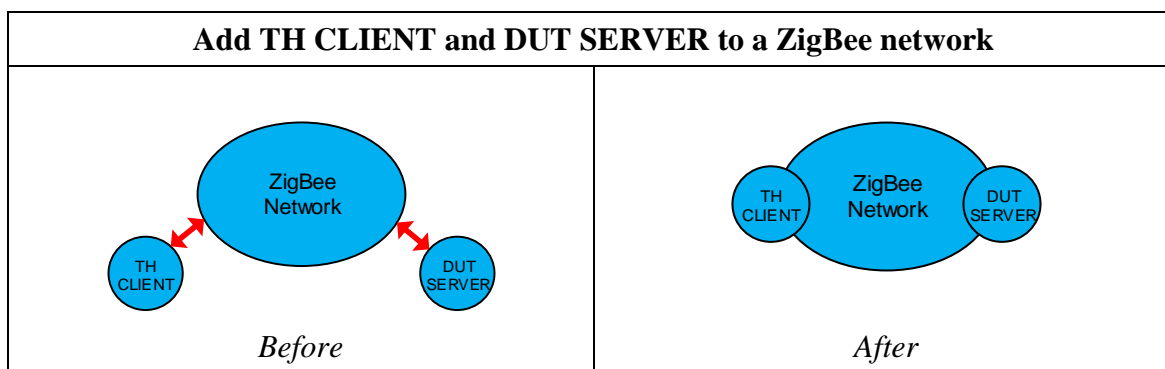 Add TH CLIENT and DUT SERVER to a ZigBee network
ZigBee
Network
TH
CLIENT
DUT
SERVER
Before
TH
CLIENT
ZigBee
Network
DUT
SERVER
After